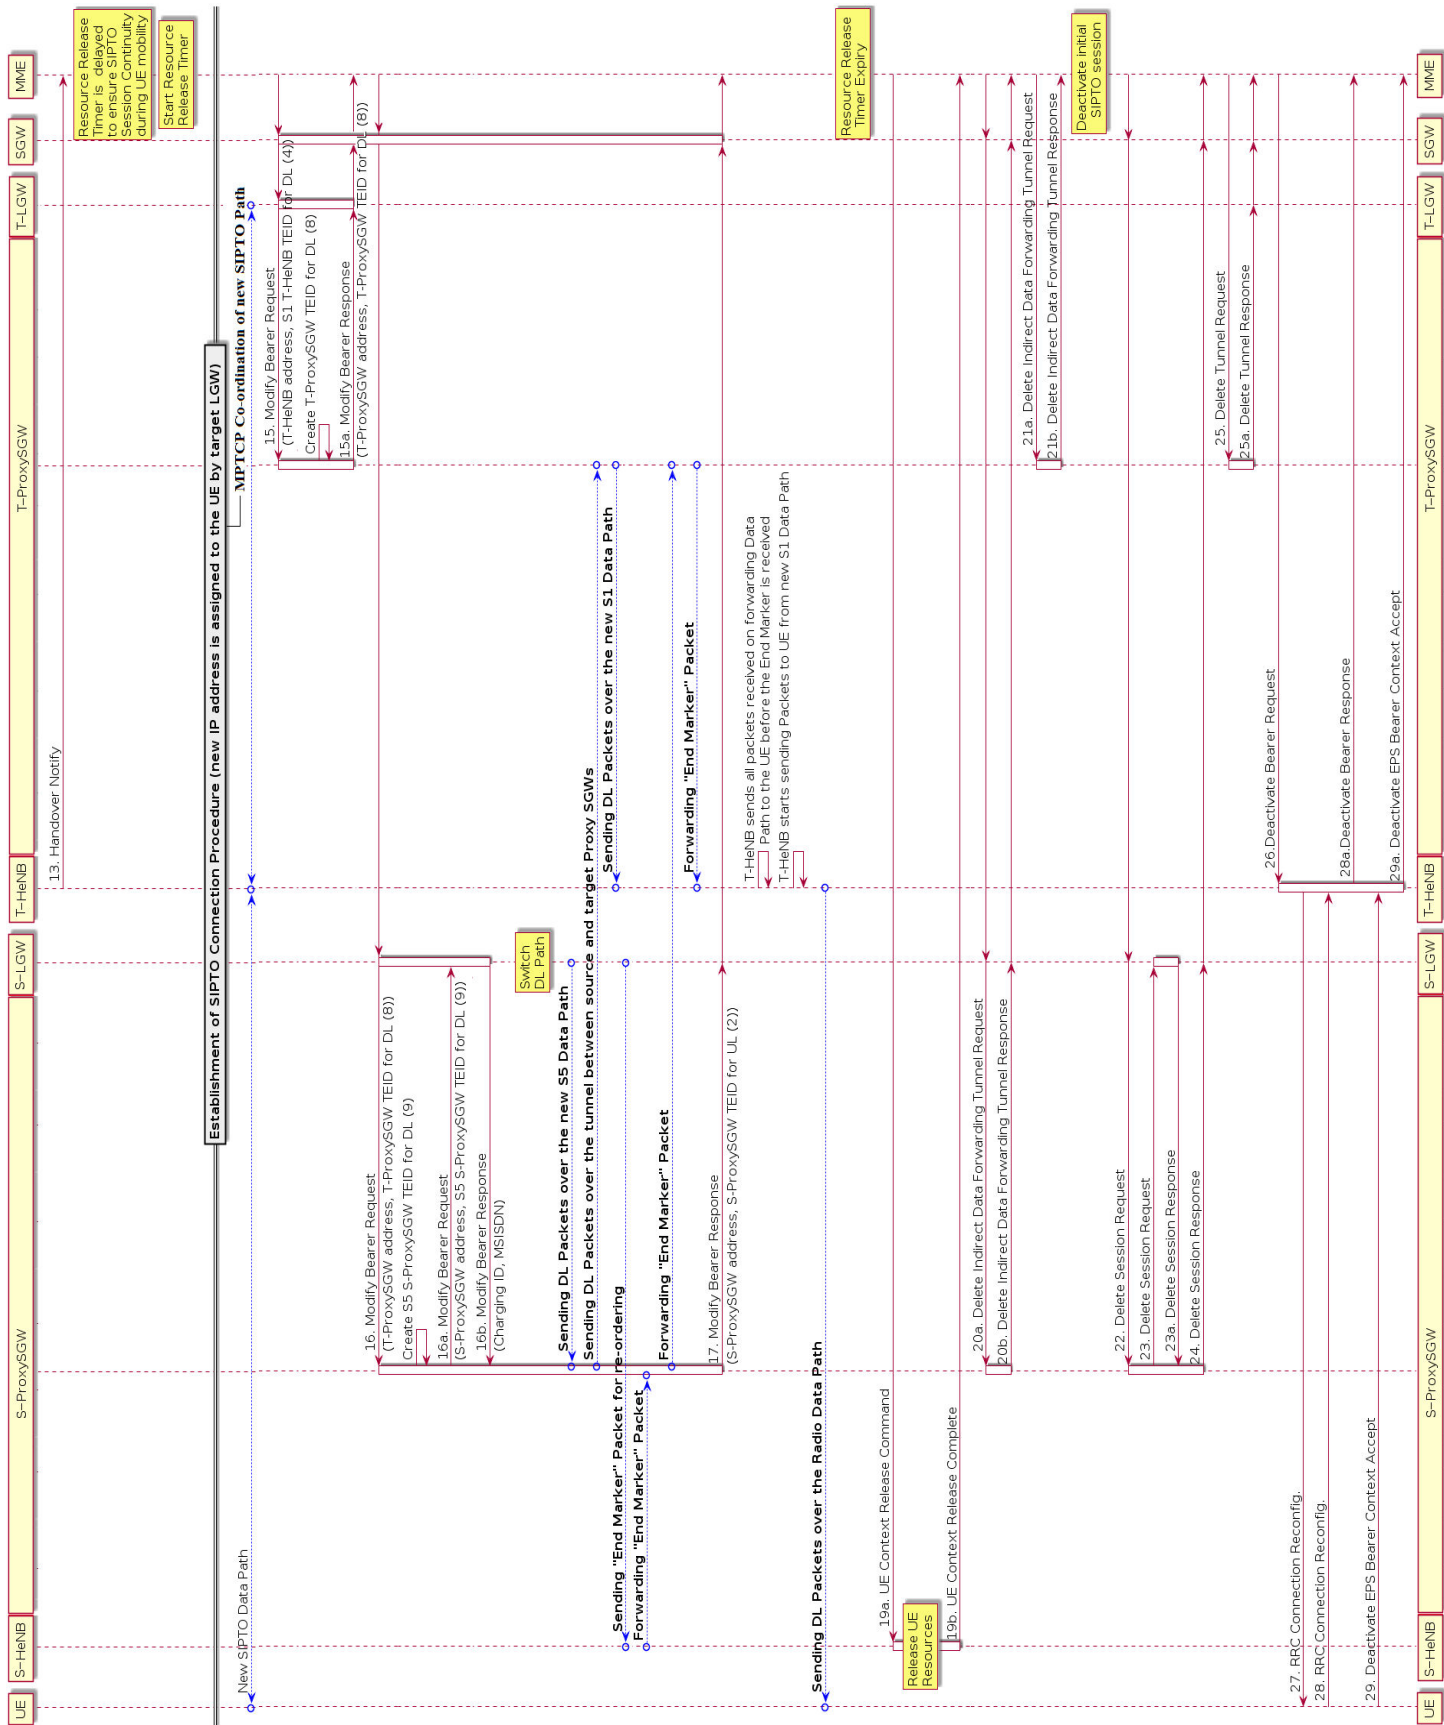 UE
S-HeNB
S-ProxySGW
S-LGW
T-HeNB
T-ProxySGW
T-LGW
SGW
MME
13. Handover Notify
Resource Release
Timer is delayed
to ensure SIPTO
Session Continuity
during UE mobility
Start Resource
Release Timer
Establishment of SIPTO Connection Procedure (new IP address is assigned to the UE by target LGW)
MPTCP Co-ordination of new SIPTO Path
New SIPTO Data Path
15. Modify Bearer Request
(T-HeNB address, S1 T-HeNB TEID for DL (4))
Create T-ProxySGW TEID for DL (8)
15a. Modify Bearer Response
(T-ProxySGW address, T-ProxySGW TEID for DL (8))
16. Modify Bearer Request
(T-ProxySGW address, T-ProxySGW TEID for DL (8))
Create S5 S-ProxySGW TEID for DL (9)
16a. Modify Bearer Request
(S-ProxySGW address, S5 S-ProxySGW TEID for DL (9))
16b. Modify Bearer Response
(Charging ID, MSISDN)
Switch
DL Path
Sending DL Packets over the new S5 Data Path
Sending DL Packets over the tunnel between source and target Proxy SGWs
Sending DL Packets over the new S1 Data Path
Sending "End Marker" Packet for re-ordering
Forwarding "End Marker" Packet
Forwarding "End Marker" Packet
Forwarding "End Marker" Packet
17. Modify Bearer Response
(S-ProxySGW address, S-ProxySGW TEID for UL (2))
T-HeNB sends all packets received on forwarding Data
Path to the UE before the End Marker is received
T-HeNB starts sending Packets to UE from new S1 Data Path
Sending DL Packets over the Radio Data Path
Resource Release
Timer Expiry
19a. UE Context Release Command
Release UE
Resources
19b. UE Context Release Complete
20a. Delete Indirect Data Forwarding Tunnel Request
20b. Delete Indirect Data Forwarding Tunnel Response
21a. Delete Indirect Data Forwarding Tunnel Request
21b. Delete Indirect Data Forwarding Tunnel Response
Deactivate initial
SIPTO session
22. Delete Session Request
23. Delete Session Request
23a. Delete Session Response
24. Delete Session Response
25. Delete Tunnel Request
25a. Delete Tunnel Response
26.Deactivate Bearer Request
27. RRC Connection Reconfig.
28. RRC Connection Reconfig.
28a.Deactivate Bearer Response
29. Deactivate EPS Bearer Context Accept
29a. Deactivate EPS Bearer Context Accept
UE
S-HeNB
S-ProxySGW
S-LGW
T-HeNB
T-ProxySGW
T-LGW
SGW
MME